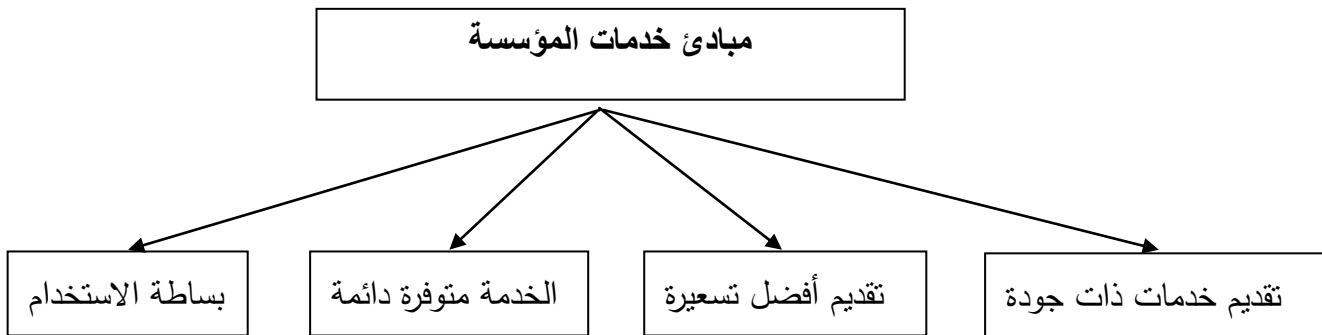 مبادئ خدمات المؤسسة
تقديم خدمات ذات جودة
تقديم أفضل تسعيرة
الخدمة متوفرة دائمة
بساطة الاستخدام